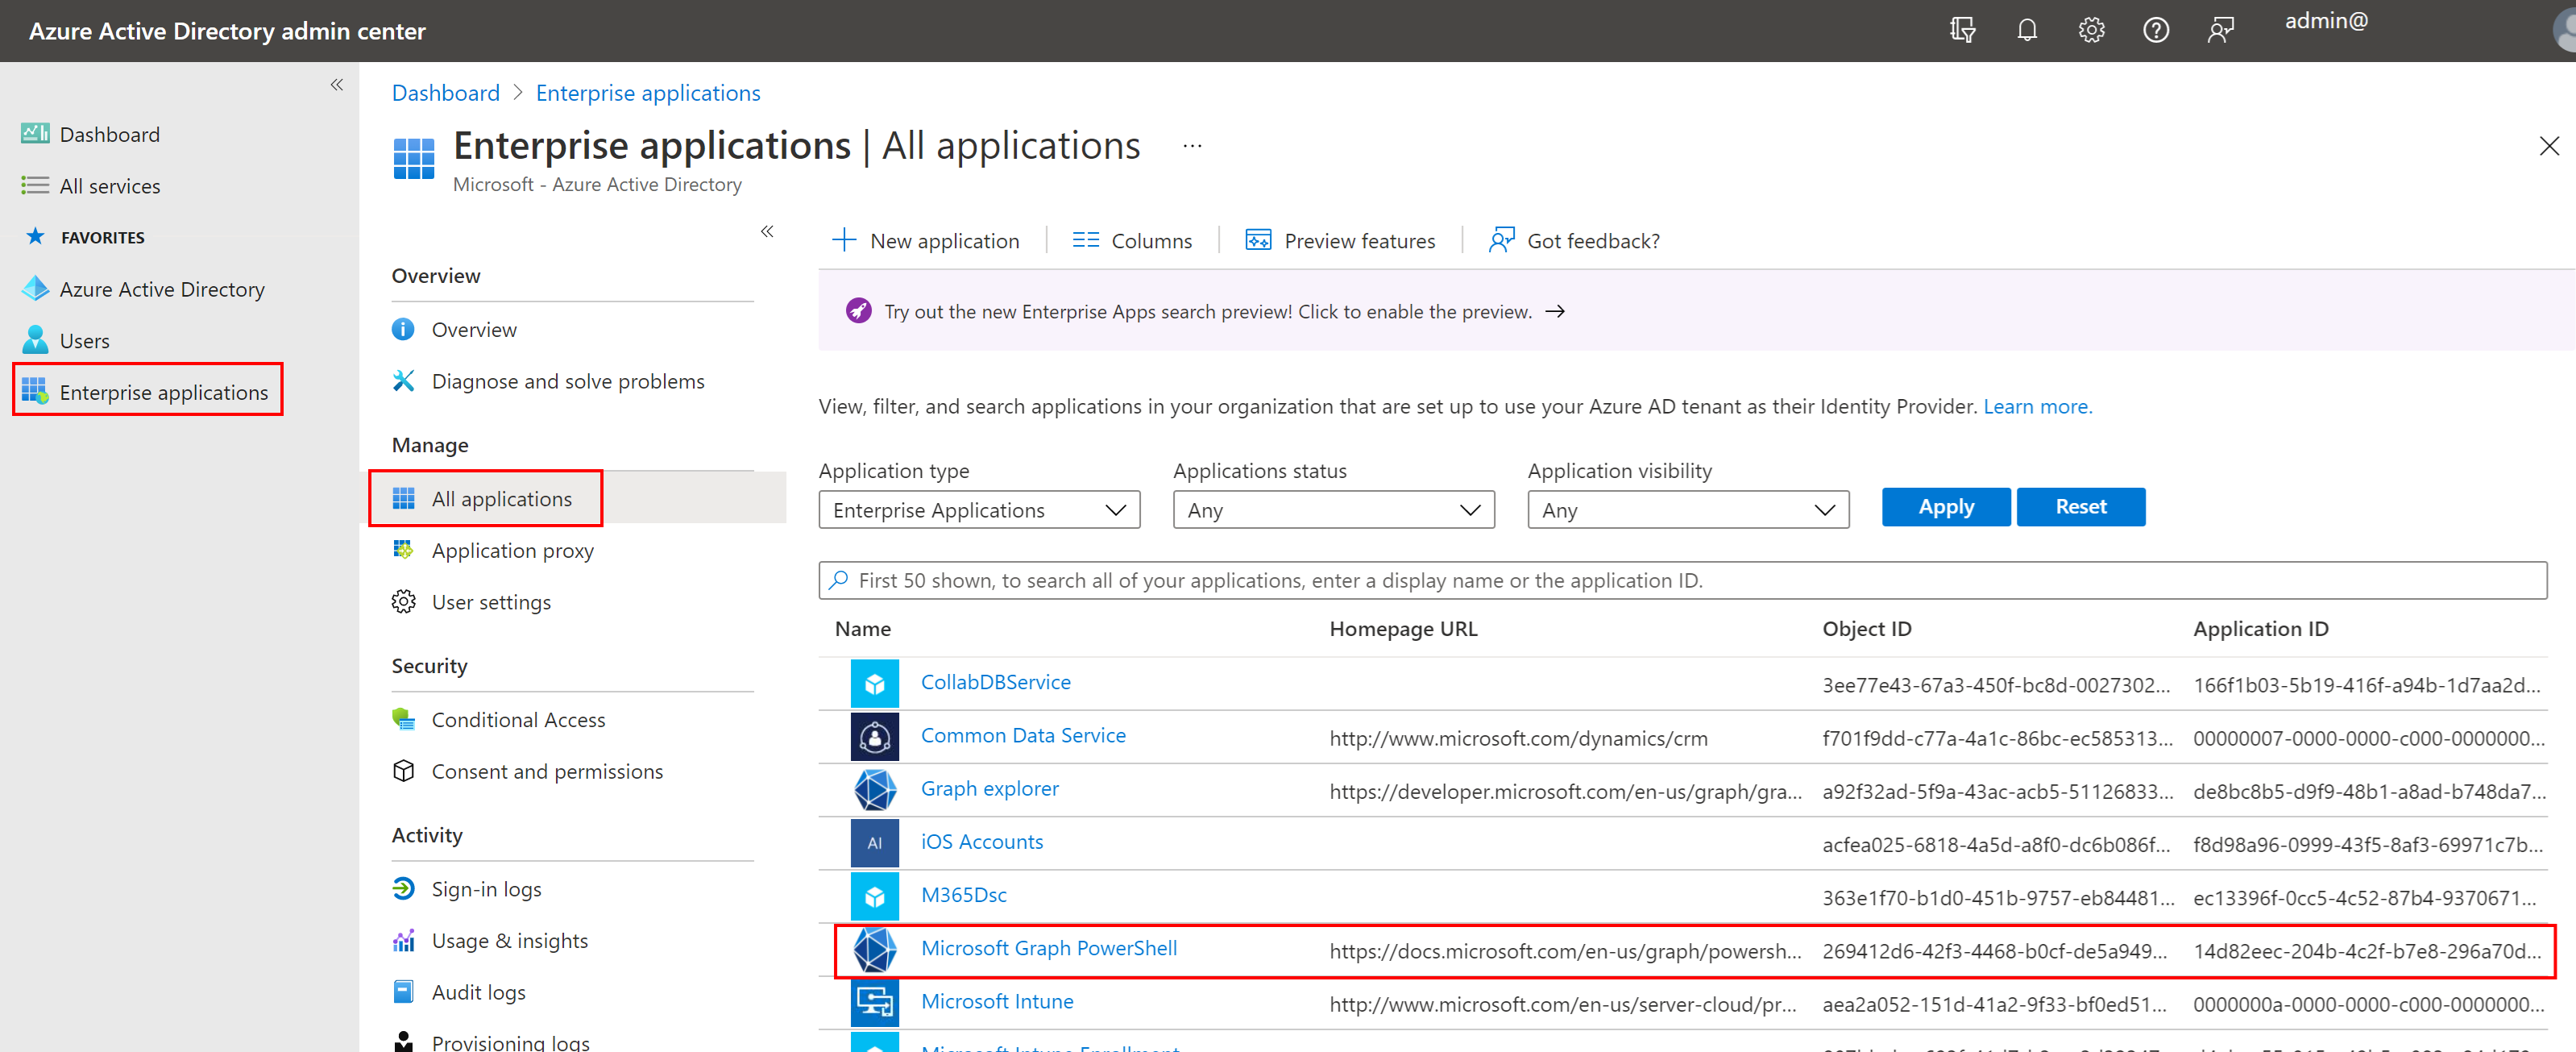 Azure Active Directory admin center
admin@
Dashboard
All services
FAVORITES
Azure Active Directory
Users
Enterprise applications
Dashboard > Enterprise applications
Enterprise applications | All applications ...
Microsoft - Azure Active Directory
Overview
Overview
Diagnose and solve problems
Manage
All applications
Application proxy
User settings
Security
Conditional Access
Consent and permissions
Activity
Sign-in logs
Usage & insights
Audit logs
Provisioning logs
New application
Columns
Preview features
Got feedback?
Try out the new Enterprise Apps search preview! Click to enable the preview. →
View, filter, and search applications in your organization that are set up to use your Azure AD tenant as their Identity Provider. Learn more.
Application type
Applications status
Application visibility
Enterprise Applications
Any
Any
Apply
Reset
First 50 shown, to search all of your applications, enter a display name or the application ID.
Name Homepage URL Object ID Application ID
CollabDBService 3ee77e43-67a3-450f-bc8d-0027302... 166f1b03-5b19-416f-a94b-1d7aa2d...
Common Data Service http://www.microsoft.com/dynamics/crm f701f9dd-c77a-4a1c-86bc-ec585313... 00000007-0000-0000-c000-0000000...
Graph explorer https://developer.microsoft.com/en-us/graph/gra... a92f32ad-5f9a-43ac-acb5-51126833... de8bc8b5-d9f9-48b1-a8ad-b748da7...
AI iOS Accounts acfea025-6818-4a5d-a8f0-dc6b086f... f8d98a96-0999-43f5-8af3-69971c7b...
M365Dsc 363e1f70-b1d0-451b-9757-eb84481... ec13396f-0cc5-4c52-87b4-9370671...
Microsoft Graph PowerShell https://docs.microsoft.com/en-us/graph/powersh... 269412d6-42f3-4468-b0cf-de5a949... 14d82eec-204b-4c2f-b7e8-296a70d...
Microsoft Intune http://www.microsoft.com/en-us/server-cloud/pr... aea2a052-151d-41a2-9f33-bf0ed51... 0000000a-0000-0000-c000-0000000...
Microsoft Intune Enrollment